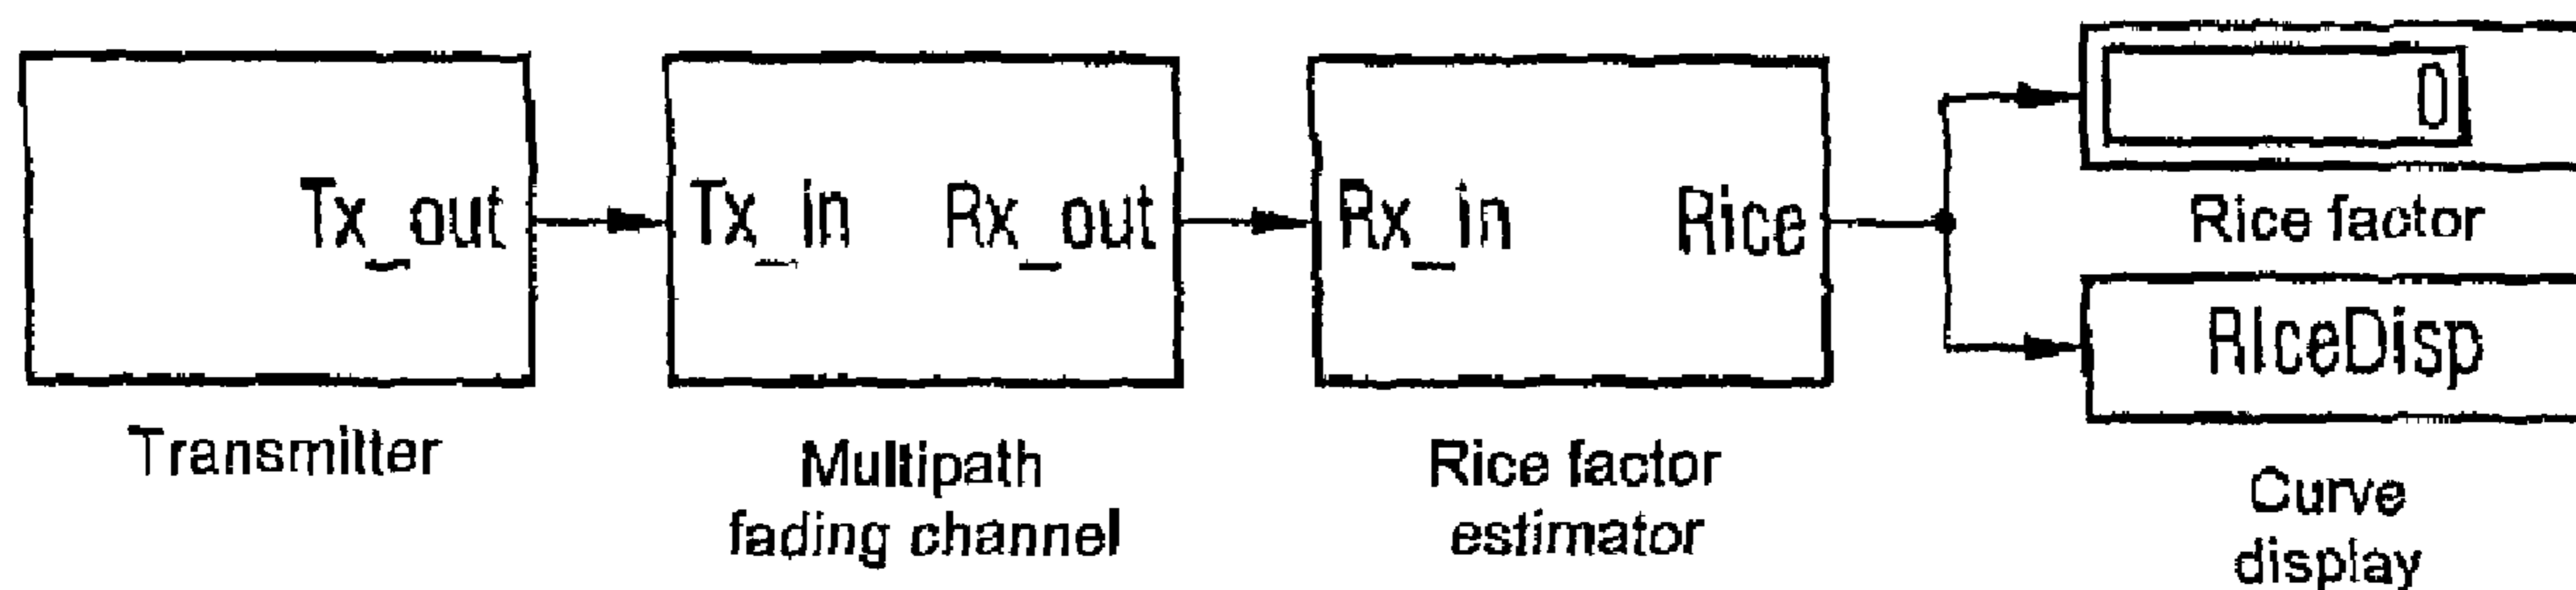 Tx_out
Transmitter
Tx_in
Rx_out
Multipath
fading channel
Rx_in
Rice
Rice factor
estimator
0
Rice factor
RIceDisp
Curve
display